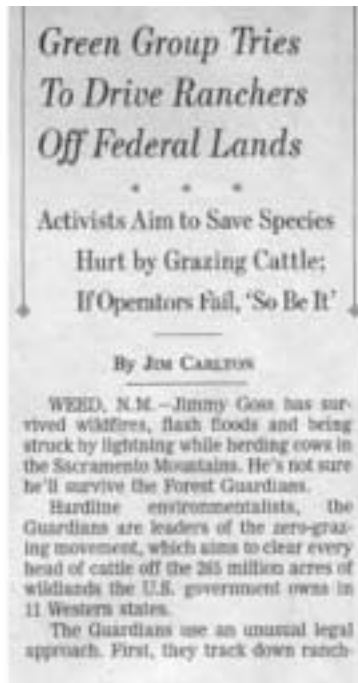 Green Group Tries
To Drive Ranchers
Off Federal Lands
Activists Aim to Save Species
Hurt by Grazing Cattle;
If Operators Fail, 'So Be It'
By JIM CARLTON
WEED, N.M.—Jimmy Goss has sur-
vived wildfires, flash floods and being
struck by lightning while herding cows in
the Sacramento Mountains. He's not sure
he'll survive the Forest Guardians.
Hardline environmentalists, the
Guardians are leaders of the zero-graz-
ing movement, which aims to clear every
head of cattle off the 265 million acres of
wildlands the U.S. government owns in
11 Western states.
The Guardians use an unusual legal
approach. First, they track down ranch-